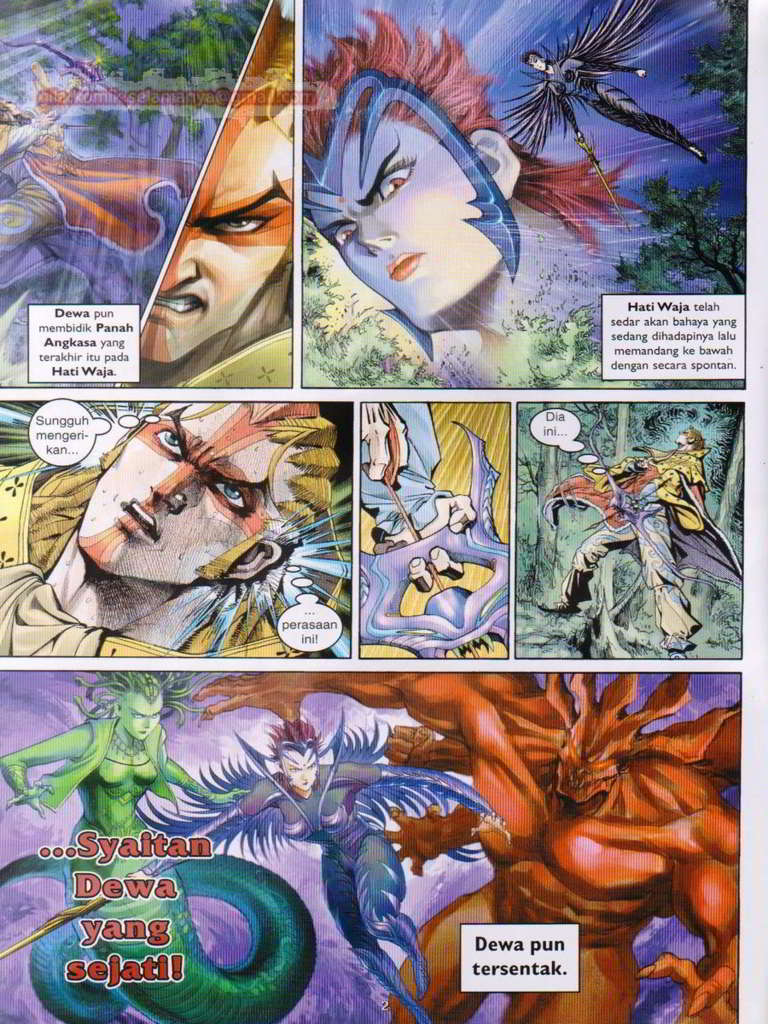 Dewa pun
membidik Panah
Angkasa yang
terakhir itu pada
Hati Waja.
Hati Waja telah
sedar akan bahaya yang
sedang dihadapinya lalu
memandang ke bawah
dengan secara spontan.
Sungguh
mengeri-
kan...
...
perasaan
ini!
Dia
ini...
...Syaitan
Dewa
yang
sejati!
Dewa pun
tersentak.
2